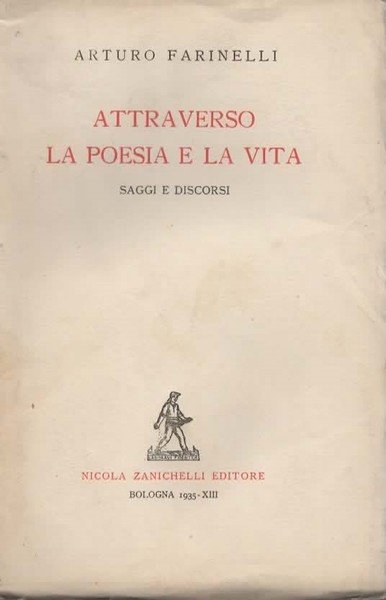 ARTURO FARINELLI
ATTRAVERSO
LA POESIA E LA VITA
SAGGI E DISCORSI
NICOLA ZANICHELLI EDITORE
BOLOGNA 1935-XIII